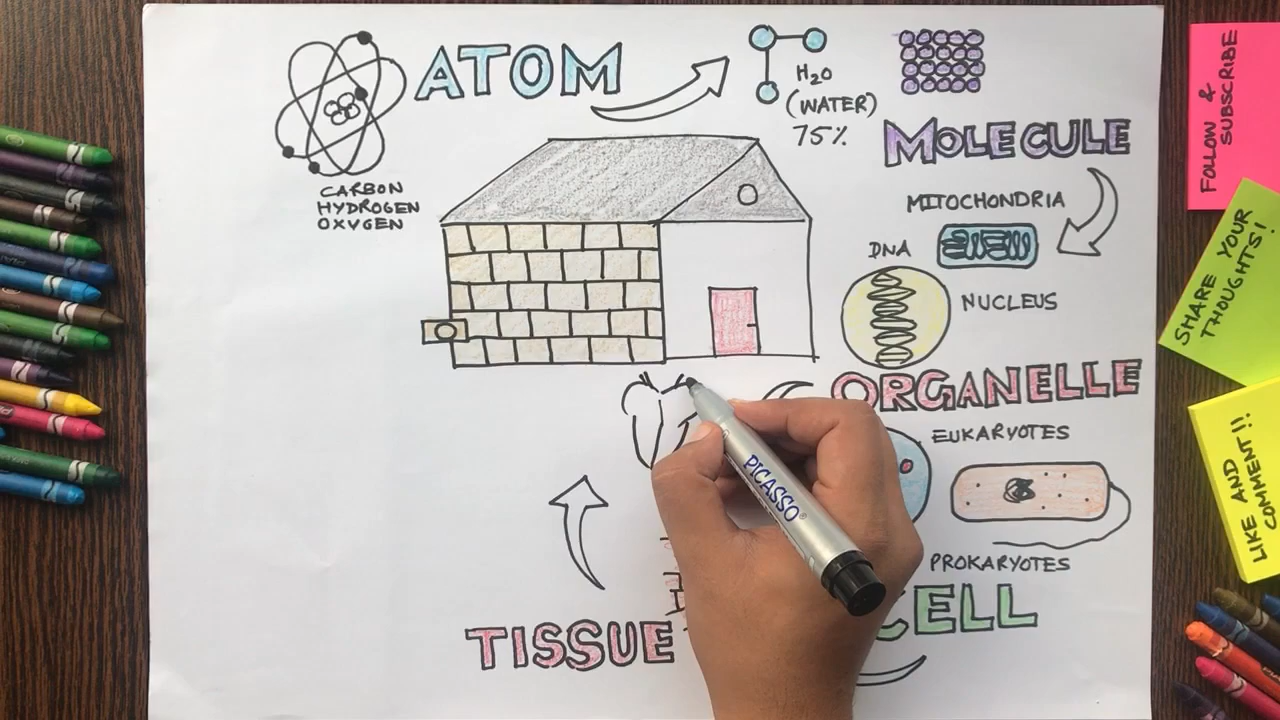 ATOM
CARBON
HYDROGEN
OXYGEN
H₂O
(WATER)
75%
MOLECULE
MITOCHONDRIA
DNA
NUCLEUS
ORGANELLE
EUKARYOTES
PROKARYOTES
CELL
TISSUE
PICASSO®
FOLLOW &
SUBSCRIBE
SHARE YOUR
THOUGHTS!
LIKE AND
COMMENT!!